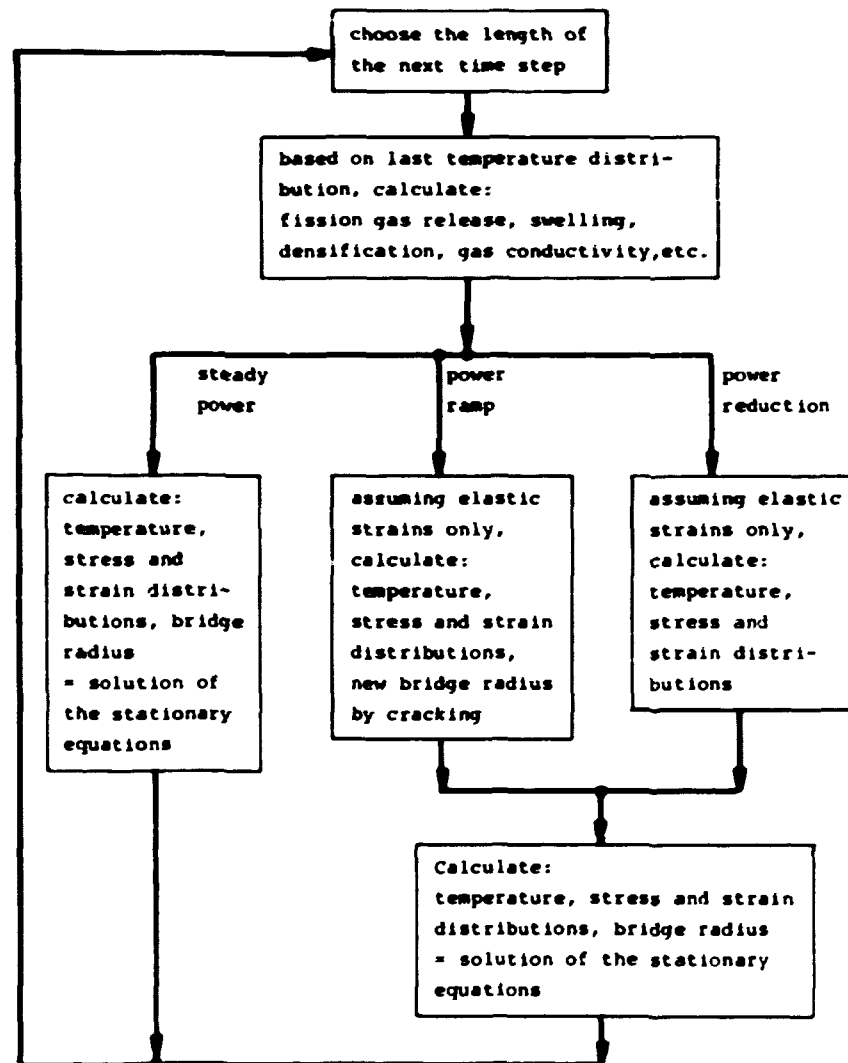 choose the length of
the next time step
based on last temperature distri-
bution, calculate:
fission gas release, swelling,
densification, gas conductivity,etc.
steady
power
power
ramp
power
reduction
calculate:
temperature,
stress and
strain distri-
butions, bridge
radius
= solution of
the stationary
equations
assuming elastic
strains only,
calculate:
temperature,
stress and strain
distributions,
new bridge radius
by cracking
assuming elastic
strains only,
calculate:
temperature,
stress and
strain distri-
butions
Calculate:
temperature, stress and strain
distributions, bridge radius
= solution of the stationary
equations